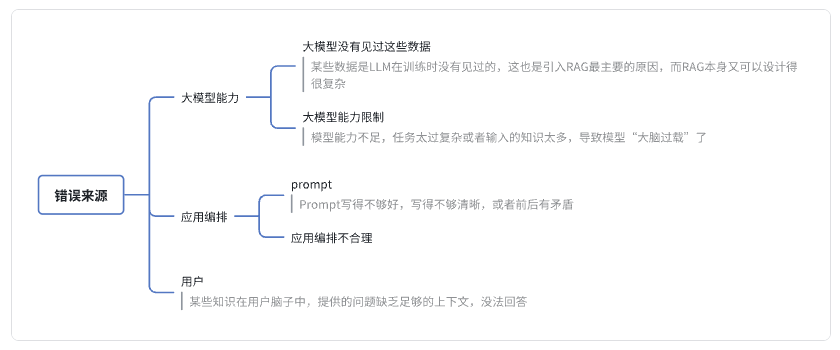 大模型没有见过这些数据
某些数据是LLM在训练时没有见过的，这也是引入RAG最主要的原因，而RAG本身又可以设计得
很复杂
大模型能力
大模型能力限制
模型能力不足，任务太过复杂或者输入的知识太多，导致模型“大脑过载”了
错误来源
prompt
Prompt写得不够好，写得不够清晰，或者前后有矛盾
应用编排
应用编排不合理
用户
某些知识在用户脑子中，提供的问题缺乏足够的上下文，没法回答